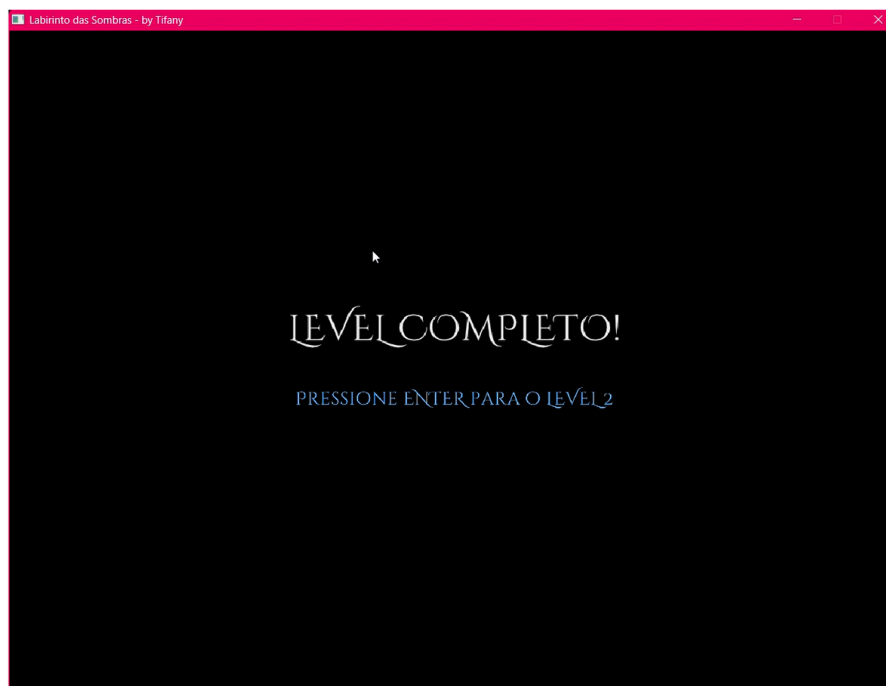 Labirinto das Sombras - by Tifany
LEVEL COMPLETO!
PRESSIONE ENTER PARA O LEVEL 2